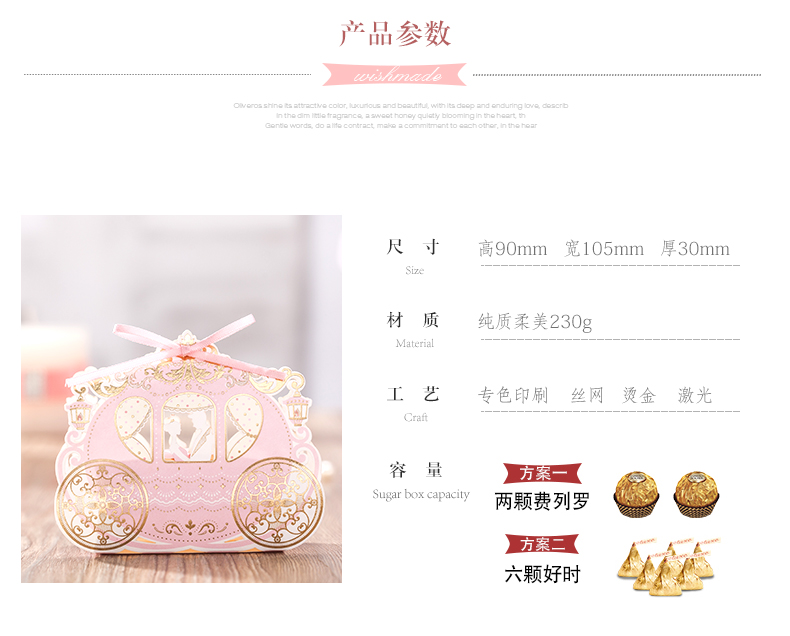 产品参数
wishmade
Oliveros shine its attractive color, luxurious and beautiful, with its deep and enduring love, describ
In the dim little fragrance, a sweet honey quietly blooming in the heart, th
Gentle words, do a life contract, make a commitment to each other, in the hear
尺 寸 高90mm 宽105mm 厚30mm
Size
材 质 纯质柔美230g
Material
工 艺 专色印刷 丝网 烫金 激光
Craft
容 量
Sugar box capacity
方案一
两颗费列罗
方案二
六颗好时